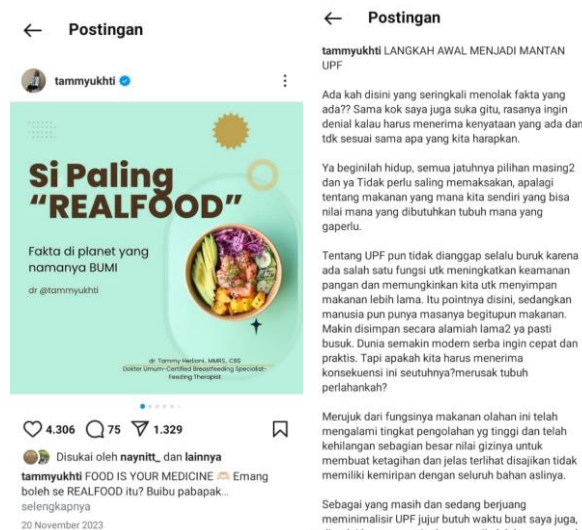 Postingan
tammyukhti
Si Paling
“REALFOOD”
Fakta di planet yang
namanya BUMI
dr @tammyukhti
dr. Tammy Herliani, MMRS, CBS
Dokter Umum-Certified Breastfeeding Specialist-
Feeding Therapist
4.306 75 1.329
Disukai oleh naynitt_ dan lainnya
tammyukhti FOOD IS YOUR MEDICINE 🫶🏻 Emang
boleh se REALFOOD itu? Buibu pabapak...
selengkapnya
20 November 2023
Postingan
tammyukhti LANGKAH AWAL MENJADI MANTAN
UPF
Ada kah disini yang seringkali menolak fakta yang
ada?? Sama kok saya juga suka gitu, rasanya ingin
denial kalau harus menerima kenyataan yang ada dan
tdk sesuai sama apa yang kita harapkan.
Ya beginilah hidup, semua jatuhnya pilihan masing2
dan ya Tidak perlu saling memaksakan, apalagi
tentang makanan yang mana kita sendiri yang bisa
nilai mana yang dibutuhkan tubuh mana yang
gaperlu.
Tentang UPF pun tidak dianggap selalu buruk karena
ada salah satu fungsi utk meningkatkan keamanan
pangan dan memungkinkan kita utk menyimpan
makanan lebih lama. Itu pointnya disini, sedangkan
manusia pun punya masanya begitupun makanan.
Makin disimpan secara alamiah lama2 ya pasti
busuk. Dunia semakin modern serba ingin cepat dan
praktis. Tapi apakah kita harus menerima
konsekuensi ini seutuhnya?merusak tubuh
perlahankah?
Merujuk dari fungsinya makanan olahan ini telah
mengalami tingkat pengolahan yg tinggi dan telah
kehilangan sebagian besar nilai gizinya untuk
membuat ketagihan dan jelas terlihat disajikan tidak
memiliki kemiripan dengan seluruh bahan aslinya.
Sebagai yang masih dan sedang berjuang
meminimalisir UPF jujur butuh waktu buat saya juga,